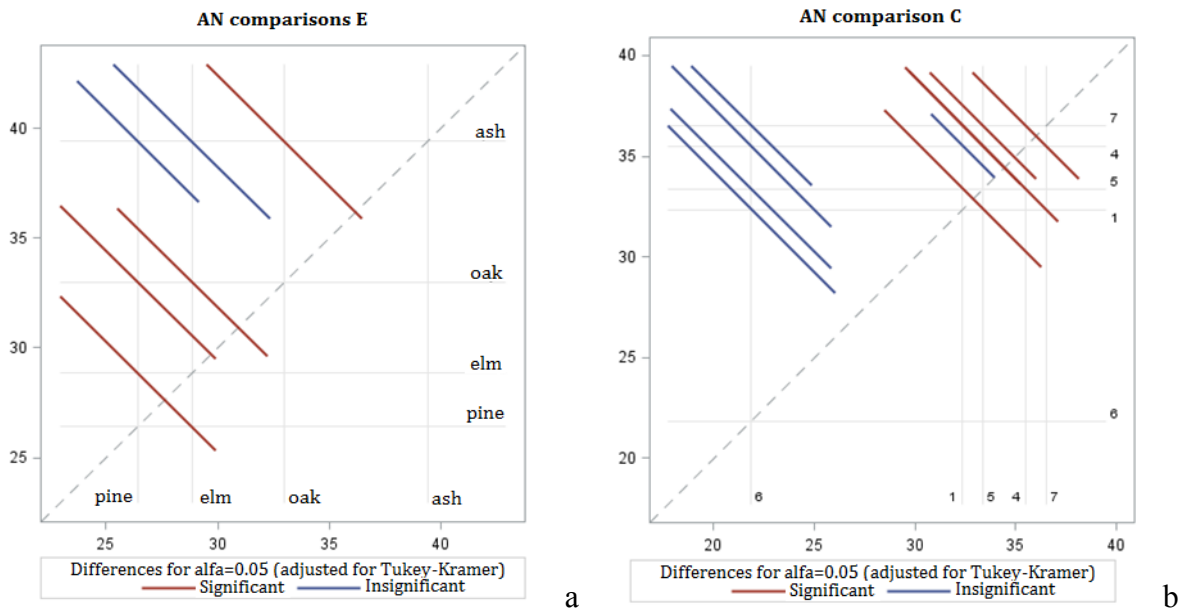 AN comparisons E
40
35
30
25
ash
oak
elm
pine
pine elm oak ash
25 30 35 40
Differences for alfa=0.05 (adjusted for Tukey-Kramer)
Significant Insignificant
a
AN comparison C
40
35
30
25
20
7
4
5
1
6
6 1 5 4 7
20 25 30 35 40
Differences for alfa=0.05 (adjusted for Tukey-Kramer)
Significant Insignificant
b